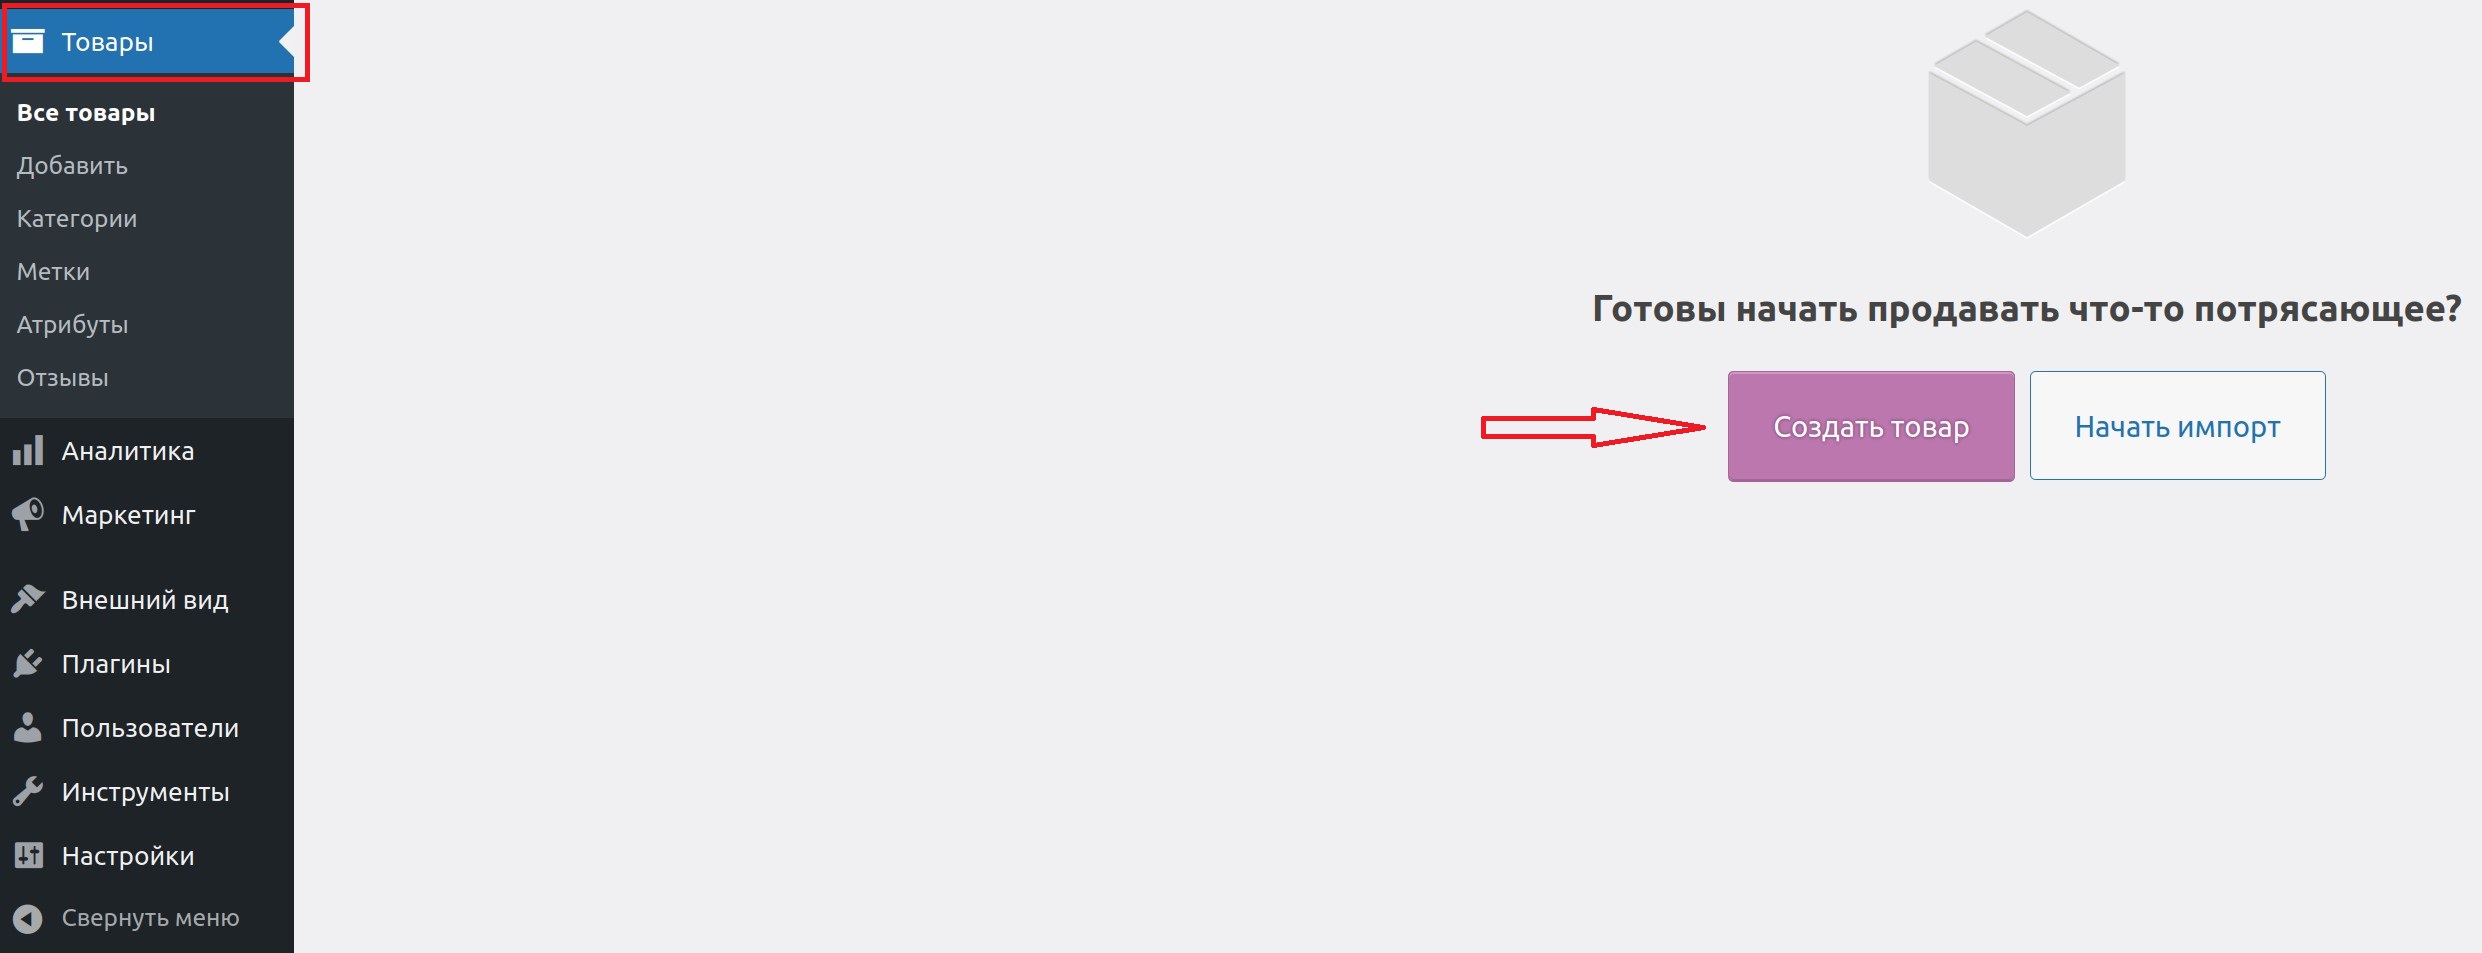 Товары
Все товары
Добавить
Категории
Метки
Атрибуты
Отзывы
Аналитика
Маркетинг
Внешний вид
Плагины
Пользователи
Инструменты
Настройки
Свернуть меню
Готовы начать продавать что-то потрясающее?
Создать товар
Начать импорт